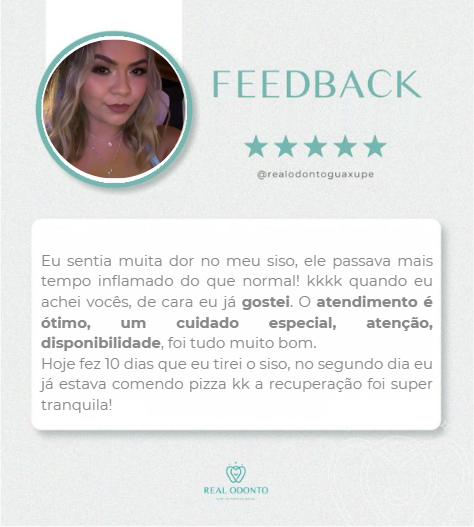 FEEDBACK
@realodontoguaxupe
Eu sentia muita dor no meu siso, ele passava mais
tempo inflamado do que normal! kkkk quando eu
achei vocês, de cara eu já gostei. O atendimento é
ótimo, um cuidado especial, atenção,
disponibilidade, foi tudo muito bom.
Hoje fez 10 dias que eu tirei o siso, no segundo dia eu
já estava comendo pizza kk a recuperação foi super
tranquila!
REAL ODONTO